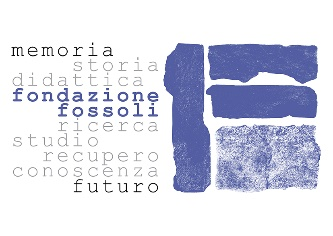 memoria
storia
didattica
fondazione
fossoli
ricerca
studio
recupero
conoscenza
futuro